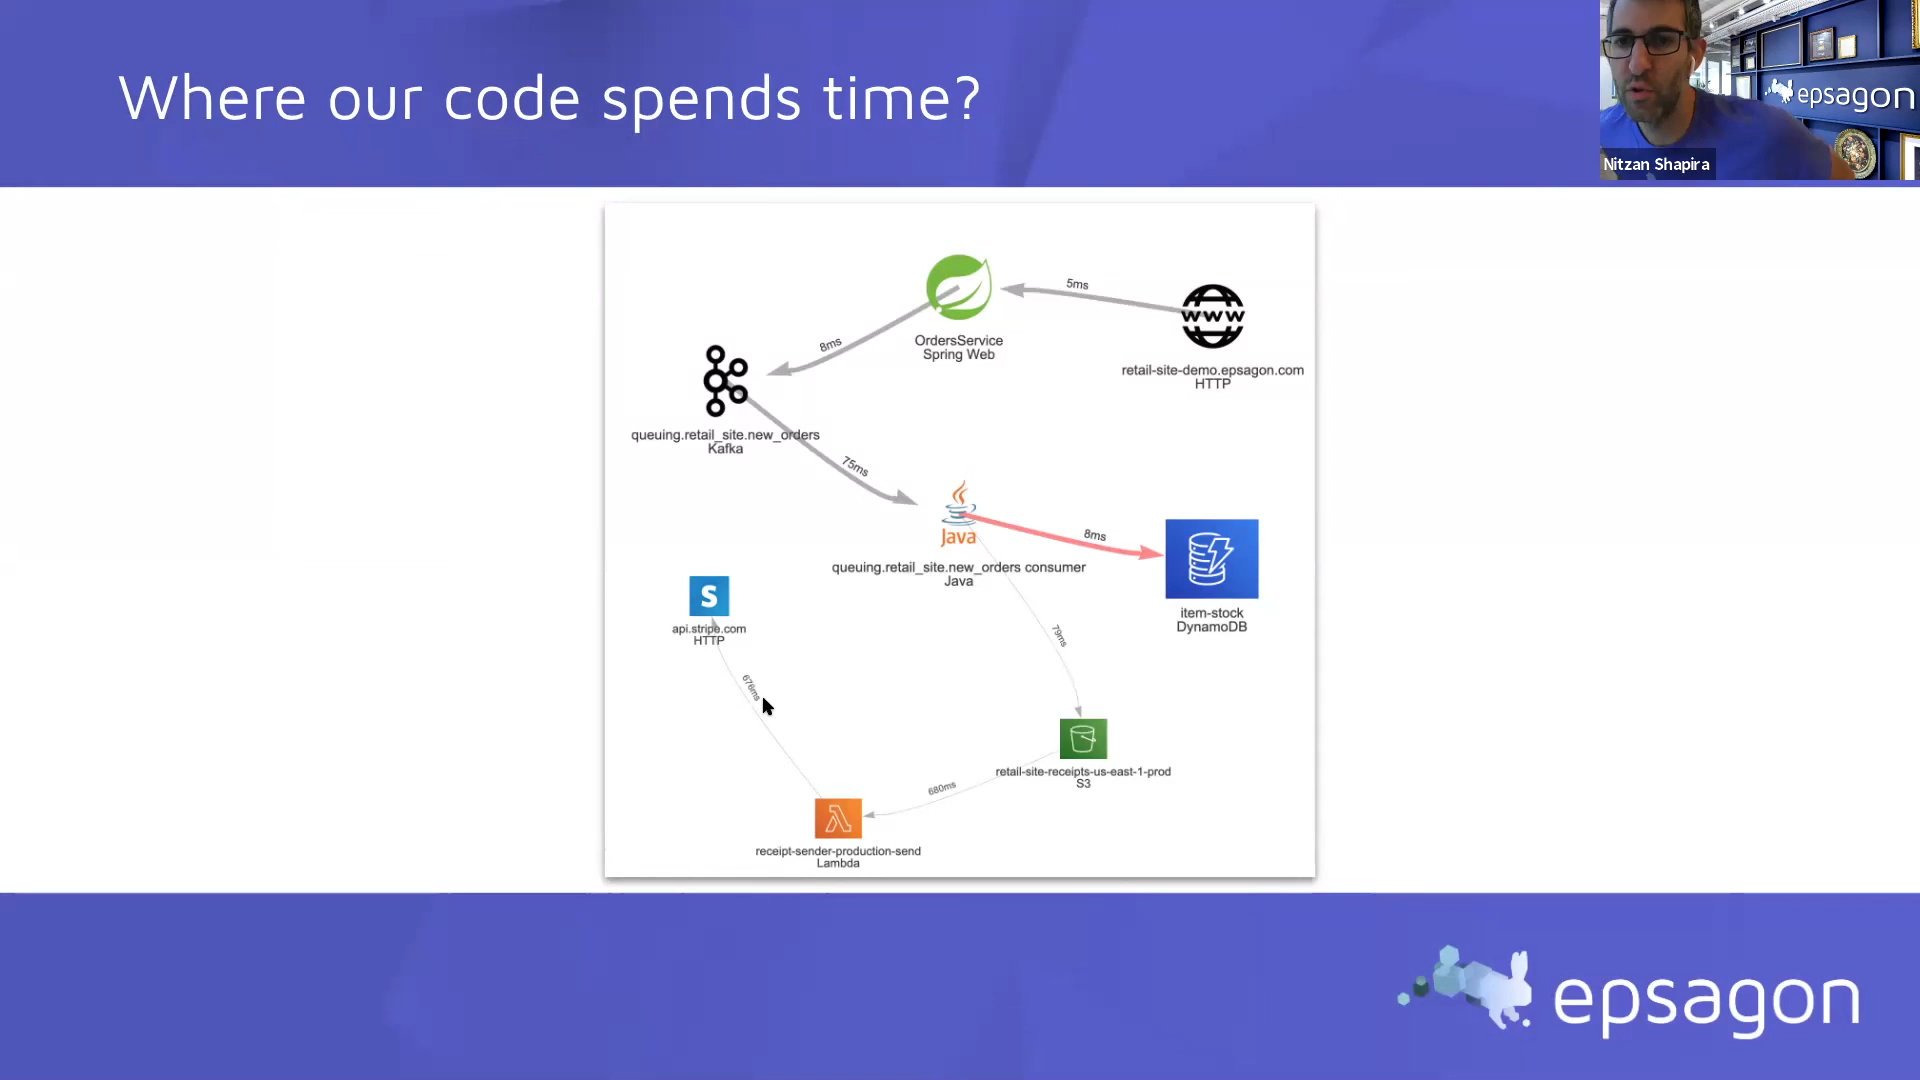 Where our code spends time?
epsagon
Nitzan Shapira
5ms
WWW
8ms
OrdersService
Spring Web
retail-site-demo.epsagon.com
HTTP
queuing.retail_site.new_orders
Kafka
75ms
Java
8ms
queuing.retail_site.new_orders consumer
Java
S
api.stripe.com
HTTP
item-stock
DynamoDB
79ms
676ms
retail-site-receipts-us-east-1-prod
S3
680ms
receipt-sender-production-send
Lambda
epsagon